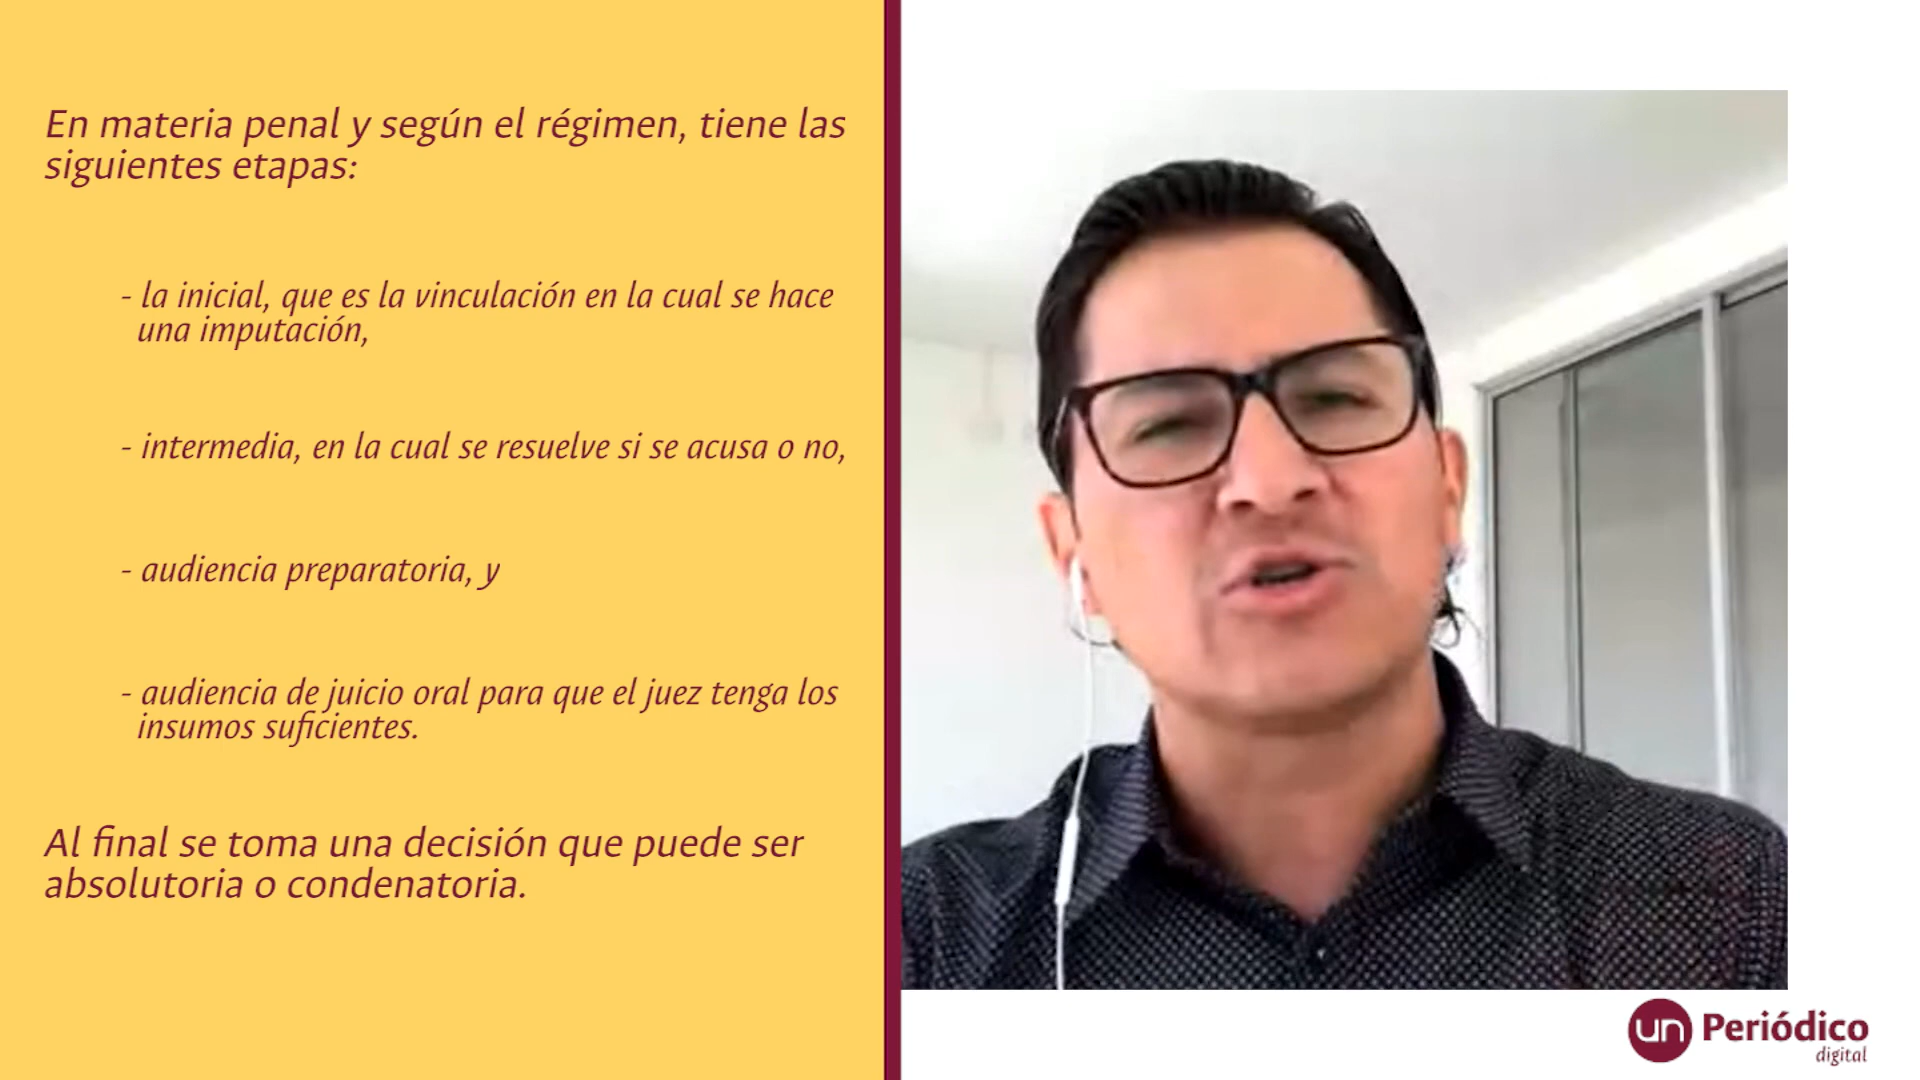 En materia penal y según el régimen, tiene las
siguientes etapas:
- la inicial, que es la vinculación en la cual se hace
una imputación,
- intermedia, en la cual se resuelve si se acusa o no,
- audiencia preparatoria, y
- audiencia de juicio oral para que el juez tenga los
insumos suficientes.
Al final se toma una decisión que puede ser
absolutoria o condenatoria.
un Periódico
digital